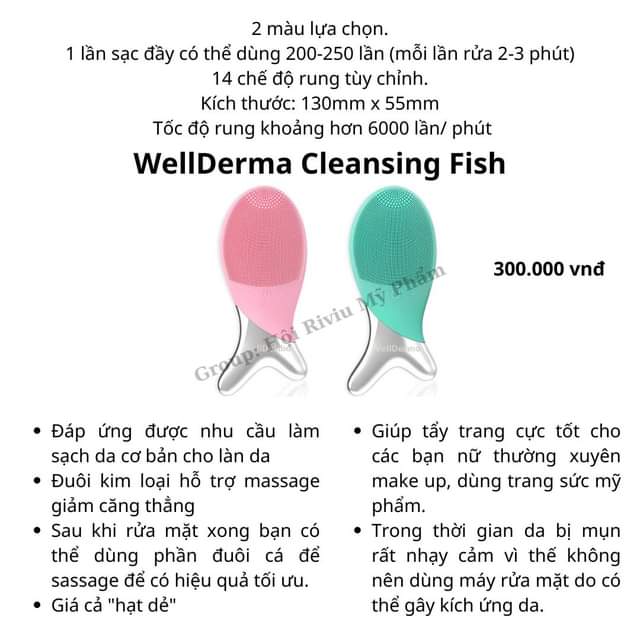 2 màu lựa chọn.
1 lần sạc đầy có thể dùng 200-250 lần (mỗi lần rửa 2-3 phút)
14 chế độ rung tùy chỉnh.
Kích thước: 130mm x 55mm
Tốc độ rung khoảng hơn 6000 lần/ phút
WellDerma Cleansing Fish
300.000 vnđ
Group: Hội Riviu Mỹ Phẩm
WellDerma
• Đáp ứng được nhu cầu làm
sạch da cơ bản cho làn da
• Đuôi kim loại hỗ trợ massage
giảm căng thẳng
• Sau khi rửa mặt xong bạn có
thể dùng phần đuôi cá để
sassage để có hiệu quả tối ưu.
• Giá cả "hạt dẻ"
• Giúp tẩy trang cực tốt cho
các bạn nữ thường xuyên
make up, dùng trang sức mỹ
phẩm.
• Trong thời gian da bị mụn
rất nhạy cảm vì thế không
nên dùng máy rửa mặt do có
thể gây kích ứng da.